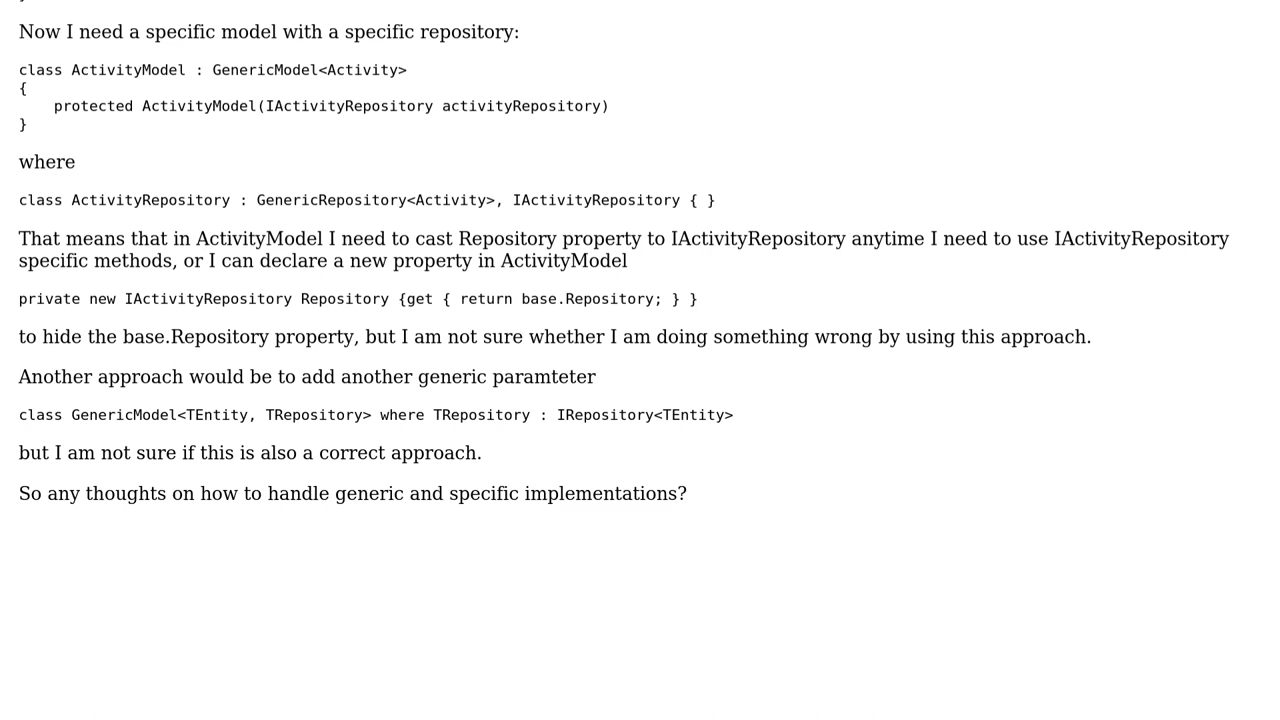 Now I need a specific model with a specific repository:
class ActivityModel : GenericModel<Activity>
{
    protected ActivityModel(IActivityRepository activityRepository)
}
where
class ActivityRepository : GenericRepository<Activity>, IActivityRepository { }
That means that in ActivityModel I need to cast Repository property to IActivityRepository anytime I need to use IActivityRepository
specific methods, or I can declare a new property in ActivityModel
private new IActivityRepository Repository {get { return base.Repository; } }
to hide the base.Repository property, but I am not sure whether I am doing something wrong by using this approach.
Another approach would be to add another generic paramteter
class GenericModel<TEntity, TRepository> where TRepository : IRepository<TEntity>
but I am not sure if this is also a correct approach.
So any thoughts on how to handle generic and specific implementations?